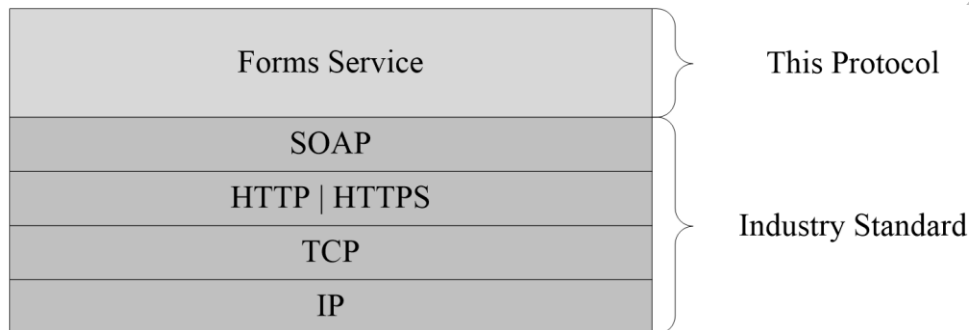 Forms Service
This Protocol
SOAP
HTTP | HTTPS
Industry Standard
TCP
IP